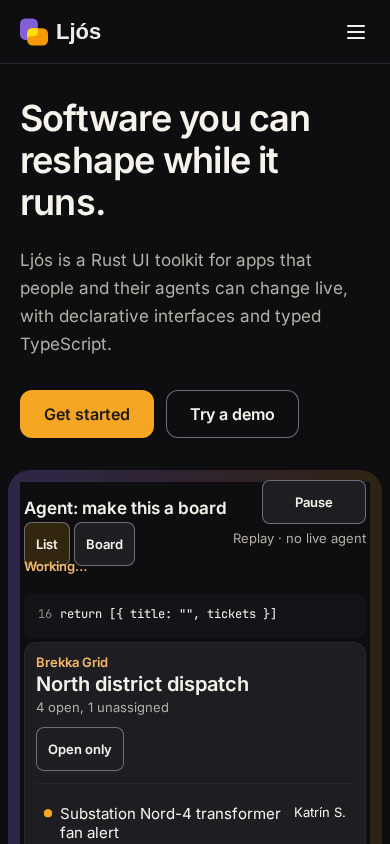 Ljós
Software you can
reshape while it
runs.
Ljós is a Rust UI toolkit for apps that
people and their agents can change live,
with declarative interfaces and typed
TypeScript.
Get started
Try a demo
Agent: make this a board
Pause
List
Board
Replay · no live agent
Working...
16 return [{ title: "", tickets }]
Brekka Grid
North district dispatch
4 open, 1 unassigned
Open only
Substation Nord-4 transformer
fan alert
Katrín S.